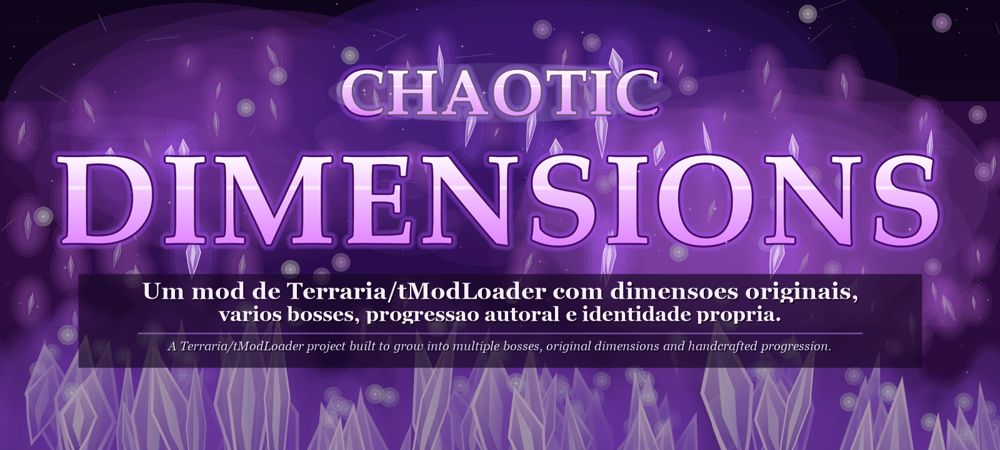 CHAOTIC
DIMENSIONS
Um mod de Terraria/tModLoader com dimensoes originais,
varios bosses, progressao autoral e identidade propria.
A Terraria/tModLoader project built to grow into multiple bosses, original dimensions and handcrafted progression.